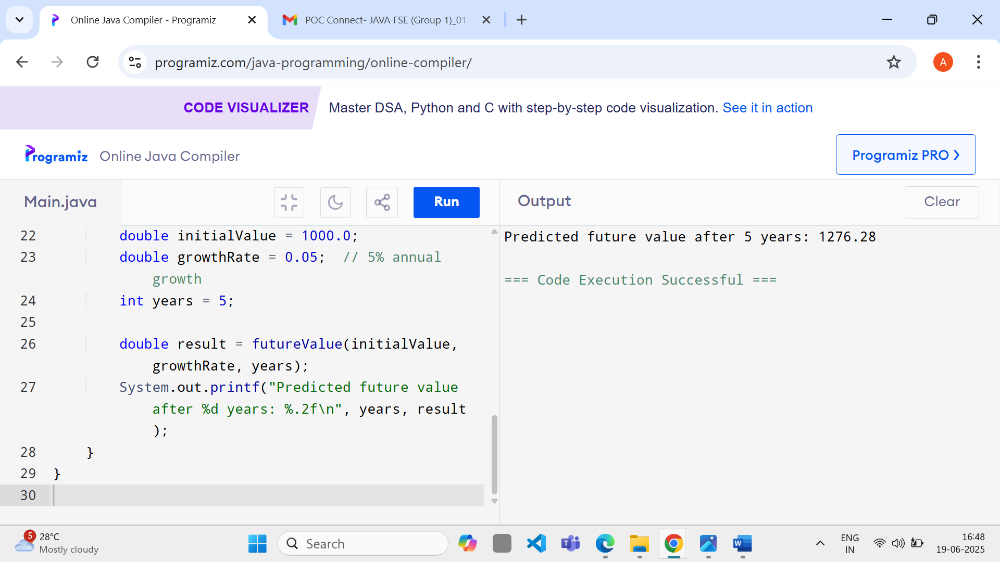 Online Java Compiler - Programiz
POC Connect- JAVA FSE (Group 1)_01
programiz.com/java-programming/online-compiler/
A
CODE VISUALIZER
Master DSA, Python and C with step-by-step code visualization. See it in action
Programiz
Online Java Compiler
Programiz PRO ❯
Main.java
Run
Output
Clear
22 double initialValue = 1000.0;
23 double growthRate = 0.05;  // 5% annual
growth
24 int years = 5;
25
26 double result = futureValue(initialValue,
growthRate, years);
27 System.out.printf("Predicted future value
after %d years: %.2f\n", years, result
);
28 }
29 }
30
Predicted future value after 5 years: 1276.28
=== Code Execution Successful ===
5
28°C
Mostly cloudy
Search
T
W
ENG
IN
16:48
19-06-2025